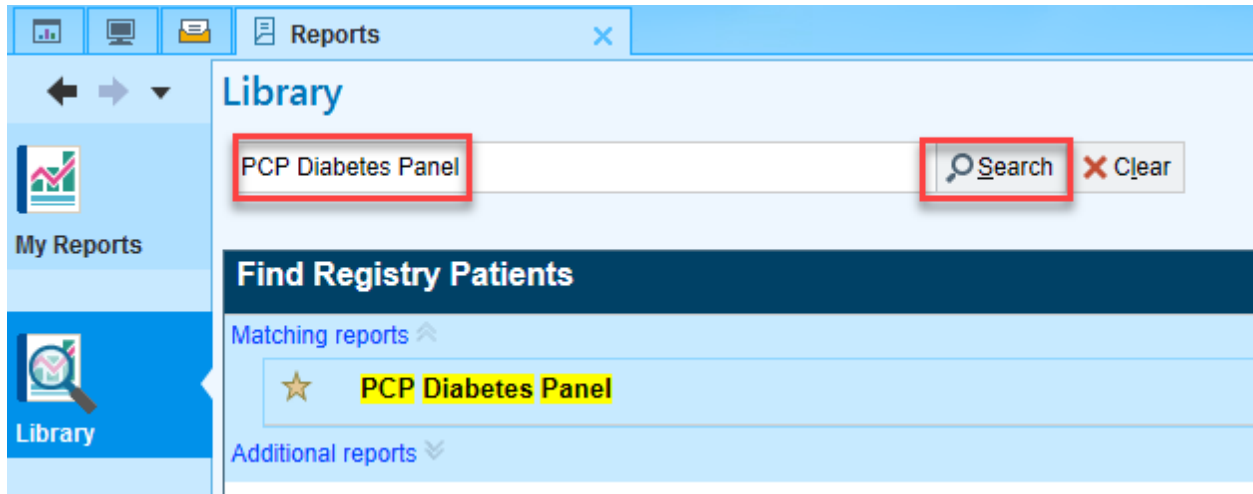 Reports
Library
PCP Diabetes Panel
Search
Clear
My Reports
Find Registry Patients
Matching reports
PCP Diabetes Panel
Library
Additional reports